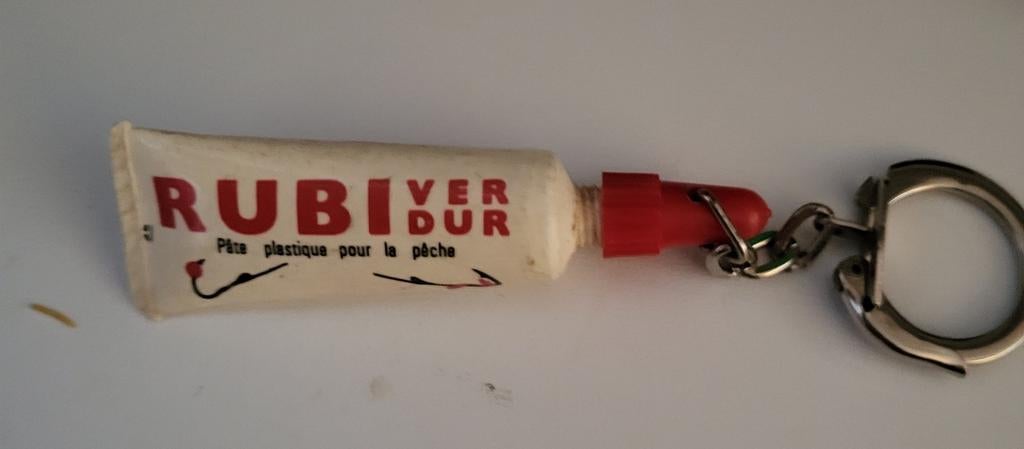 RUBI VER
DUR
Pâte plastique pour la pêche